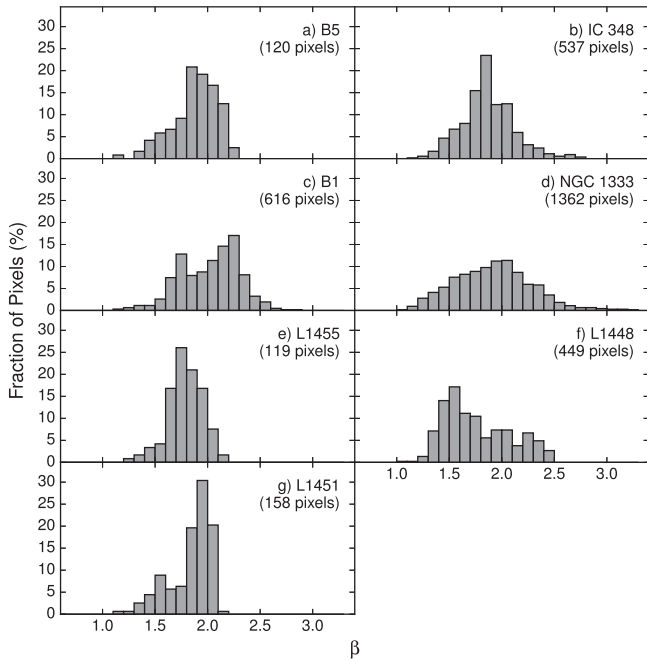 a) B5
(120 pixels)
b) IC 348
(537 pixels)
30
25
20
15
10
5
0
c) B1
(616 pixels)
d) NGC 1333
(1362 pixels)
30
25
20
15
10
5
0
e) L1455
(119 pixels)
f) L1448
(449 pixels)
30
25
20
15
10
5
0
1.0 1.5 2.0 2.5 3.0
g) L1451
(158 pixels)
30
25
20
15
10
5
0
1.0 1.5 2.0 2.5 3.0
Fraction of Pixels (%)
β